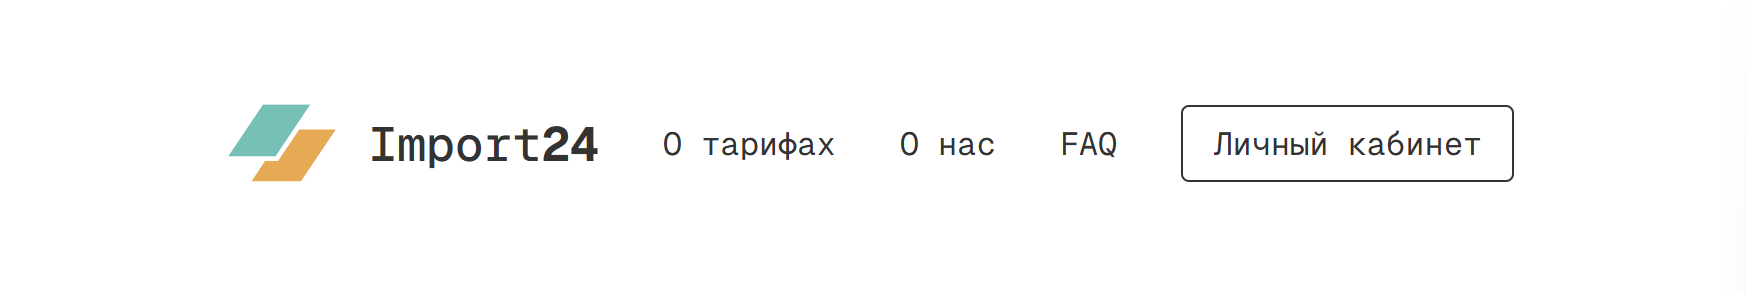 Import24 О тарифах О нас FAQ Личный кабинет